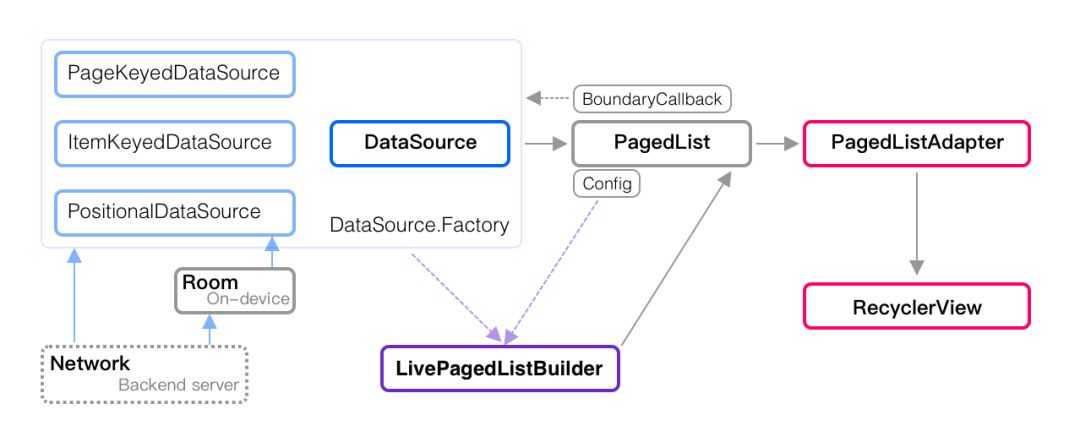 PageKeyedDataSource
BoundaryCallback
ItemKeyedDataSource
DataSource
PagedList
PagedListAdapter
Config
PositionalDataSource
DataSource.Factory
Room
On-device
RecyclerView
Network
Backend server
LivePagedListBuilder